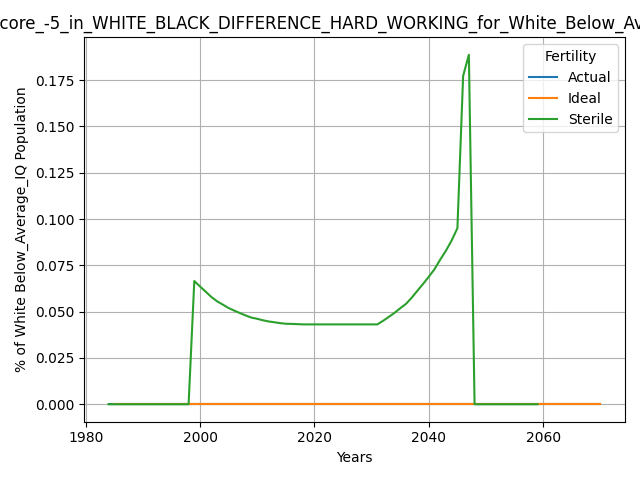 core_-5_in_WHITE_BLACK_DIFFERENCE_HARD_WORKING_for_White_Below_Av
Fertility
Actual
Ideal
Sterile
% of White Below_Average_IQ Population
0.175
0.150
0.125
0.100
0.075
0.050
0.025
0.000
1980
2000
2020
2040
2060
Years